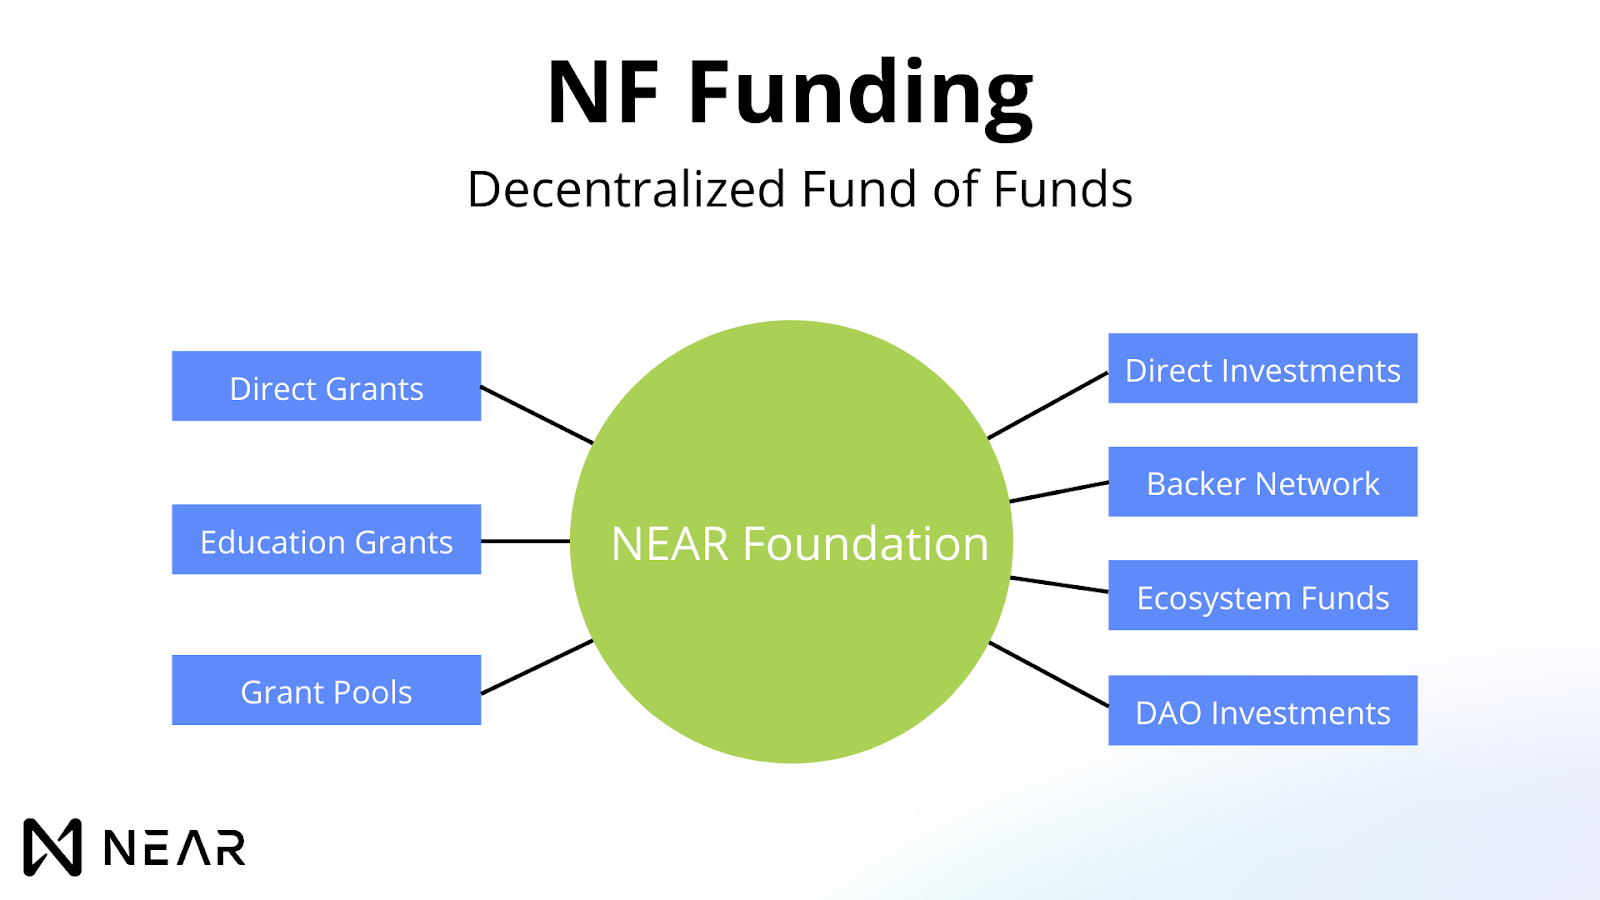 NF Funding
Decentralized Fund of Funds
Direct Grants
Education Grants
Grant Pools
NEAR Foundation
Direct Investments
Backer Network
Ecosystem Funds
DAO Investments
NEAR